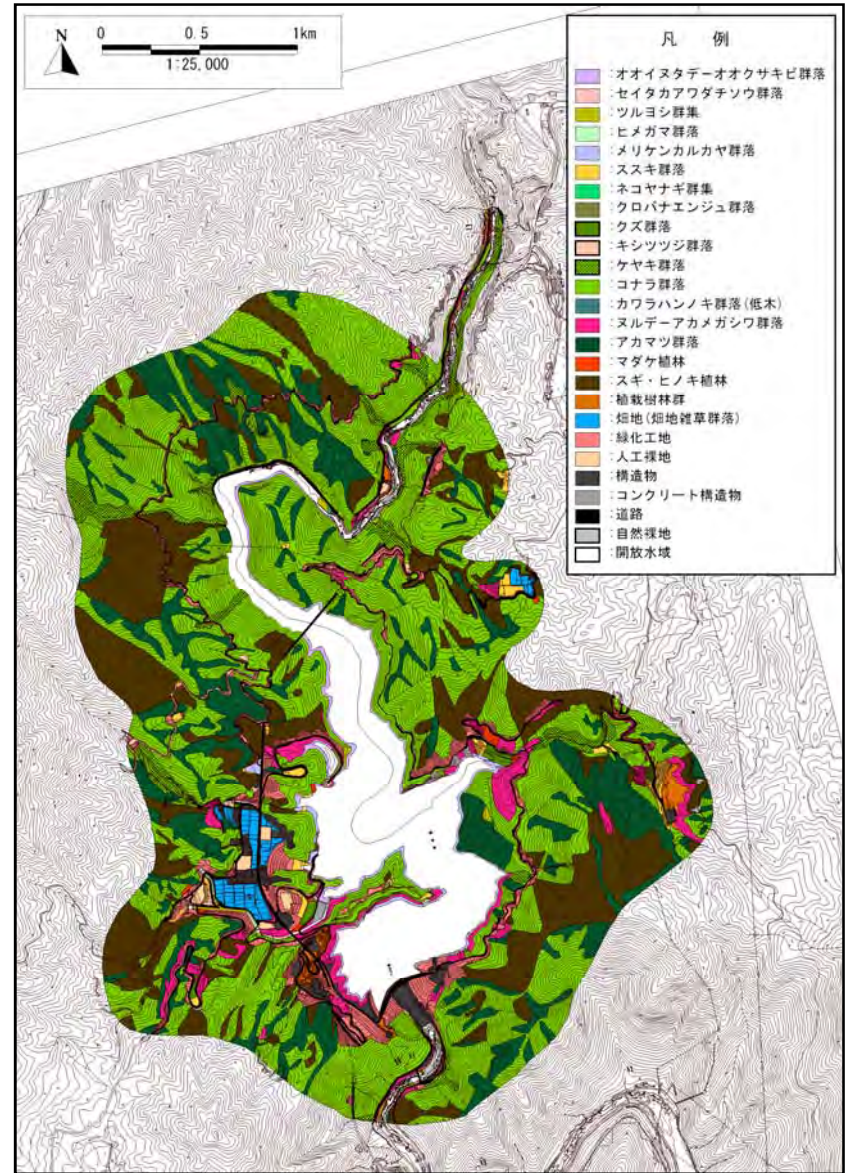 0 0.5 1km
N
1:25,000
凡 例
:オオイヌタデーオオクサキビ群落
:セイタカアワダチソウ群落
:ツルヨシ群集
:ヒメガマ群落
:メリケンカルカヤ群落
:ススキ群落
:ネコヤナギ群集
:クロバナエンジュ群落
:クズ群落
:キシツツジ群落
:ケヤキ群落
:コナラ群落
:カワラハンノキ群落(低木)
:ヌルデーアカメガシワ群落
:アカマツ群落
:マダケ植林
:スギ・ヒノキ植林
:植栽樹林群
:畑地(畑地雑草群落)
:緑化工地
:人工裸地
:構造物
:コンクリート構造物
:道路
:自然裸地
:開放水域